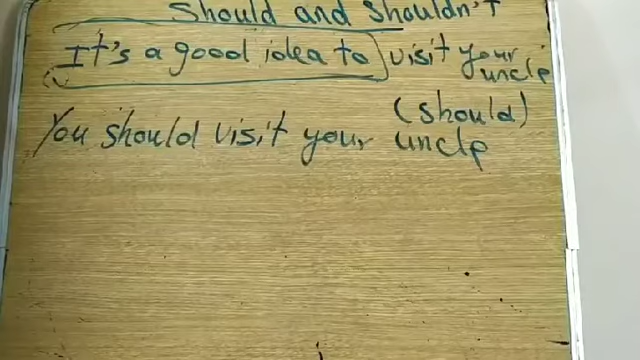 Should and Shouldn't
It's a good idea to visit your
uncle
(should)
You should visit your uncle